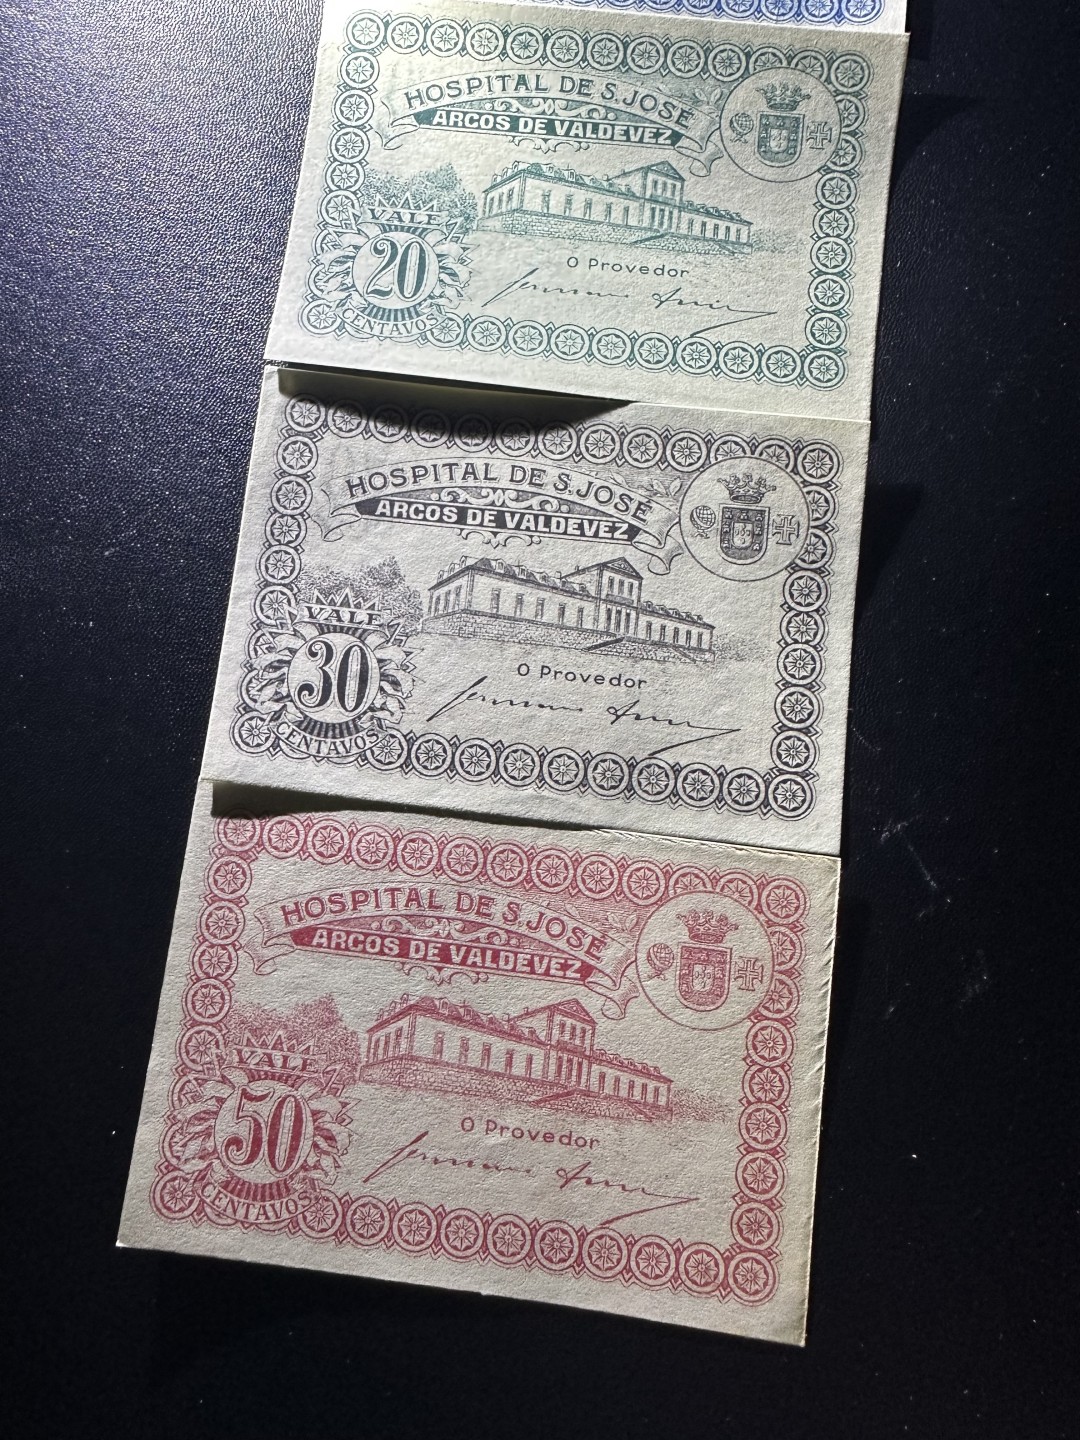 HOSPITAL DE S. JOSÉ
ARCOS DE VALDEVEZ
VALE
20
CENTAVOS
O Provedor
HOSPITAL DE S. JOSÉ
ARCOS DE VALDEVEZ
VALE
30
CENTAVOS
O Provedor
HOSPITAL DE S. JOSÉ
ARCOS DE VALDEVEZ
VALE
50
CENTAVOS
O Provedor